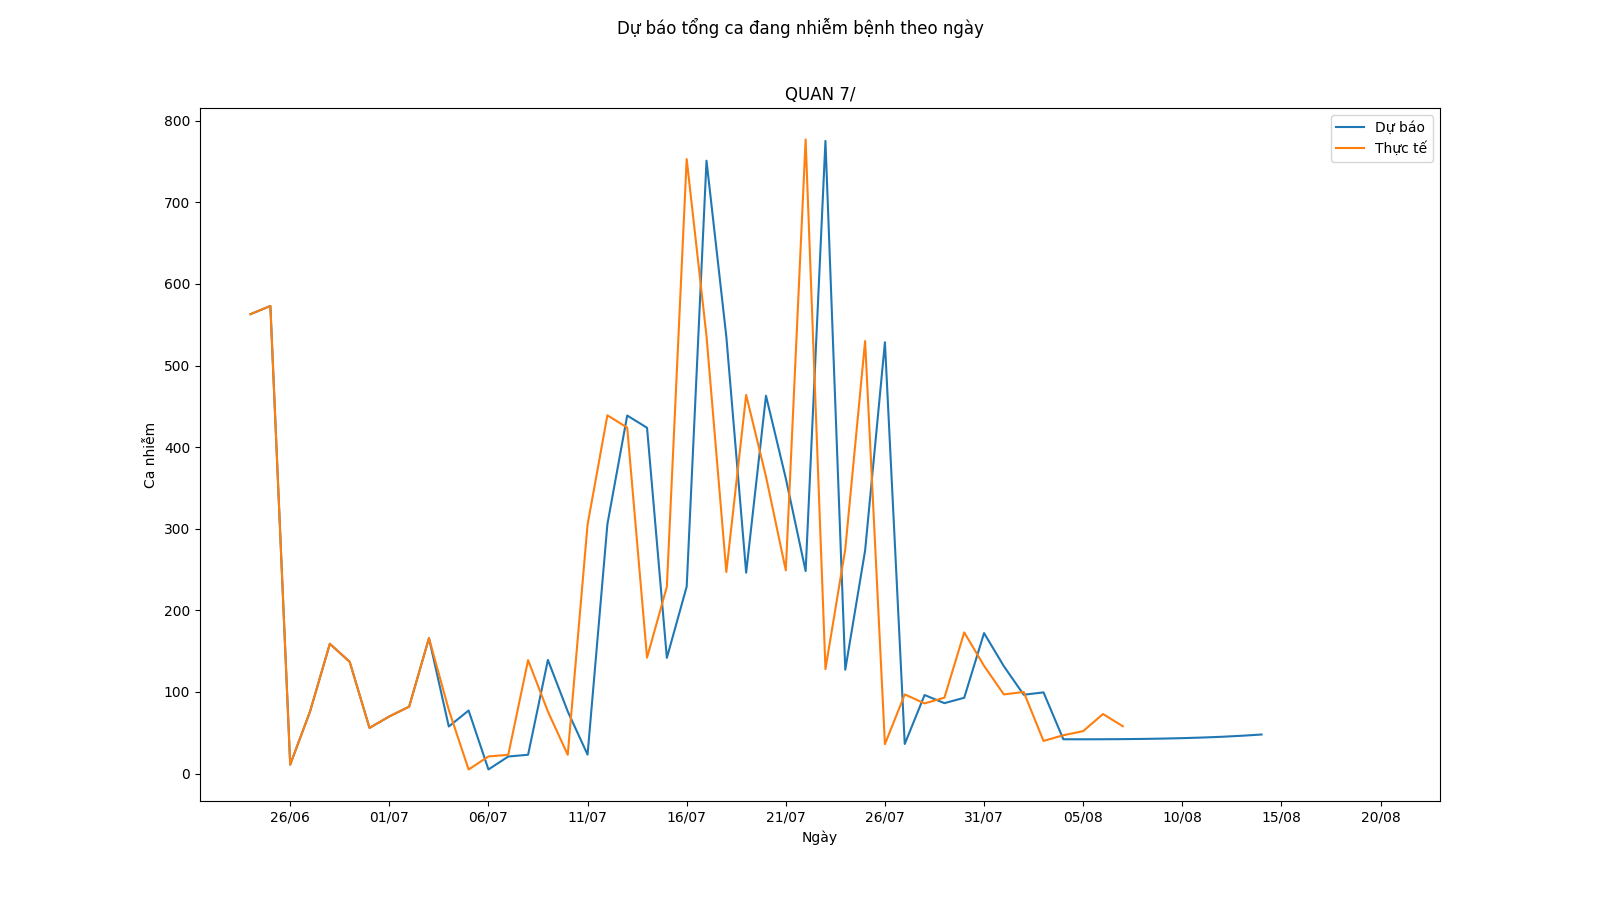 Dự báo tổng ca đang nhiễm bệnh theo ngày
QUAN 7/
800
700
600
500
400
300
200
100
0
Ca nhiễm
Dự báo
Thực tế
26/06 01/07 06/07 11/07 16/07 21/07 26/07 31/07 05/08 10/08 15/08 20/08
Ngày